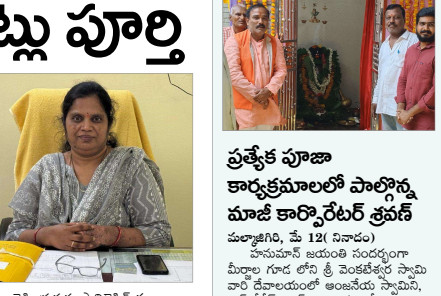 ట్లు పూర్తి
ప్రత్యేక పూజా
కార్యక్రమాలలో పాల్గొన్న
మాజీ కార్పొరేటర్ శ్రవణ్
మల్కాజిగిరి, మే 12( నినాదం)
హనుమాన్ జయంతి సందర్భంగా
మీర్జాల గూడ లోని శ్రీ వెంకటేశ్వర స్వామి
వారి దేవాలయంలో ఆంజనేయ స్వామిని,